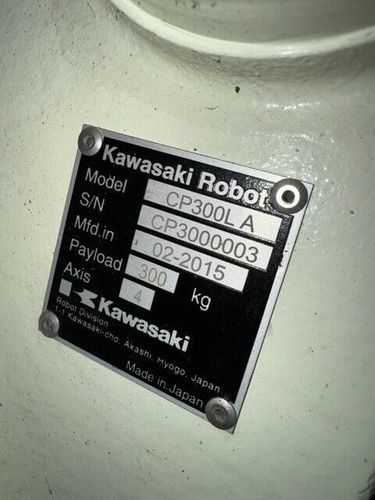 Kawasaki Robot
Model CP300L A
S/N CP3000003
Mfd.in 02-2015
Payload 300 kg
Axis 4
Kawasaki
Robot Division
1-1 Kawasaki-cho, Akashi, Hyogo, Japan
Made in Japan